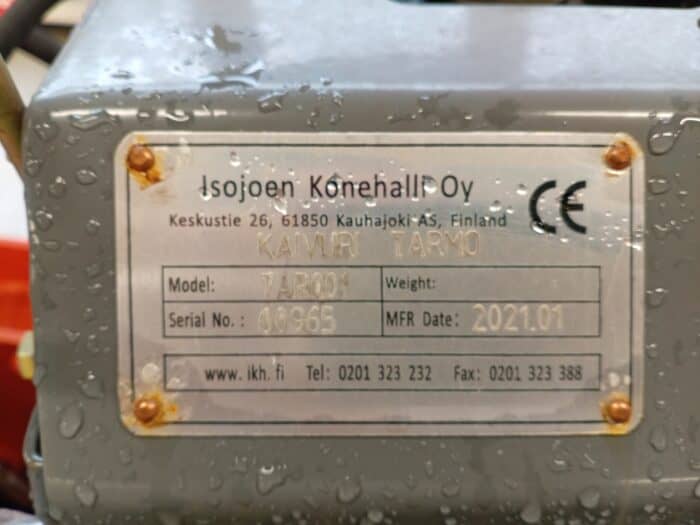 Isojoen Konehalli Oy
CE
Keskustie 26, 61850 Kauhajoki AS, Finland
KAIVURI TARMO
Model: TAR001 Weight:
Serial No.: 00965 MFR Date: 2021.01
www.ikh.fi Tel: 0201 323 232 Fax: 0201 323 388